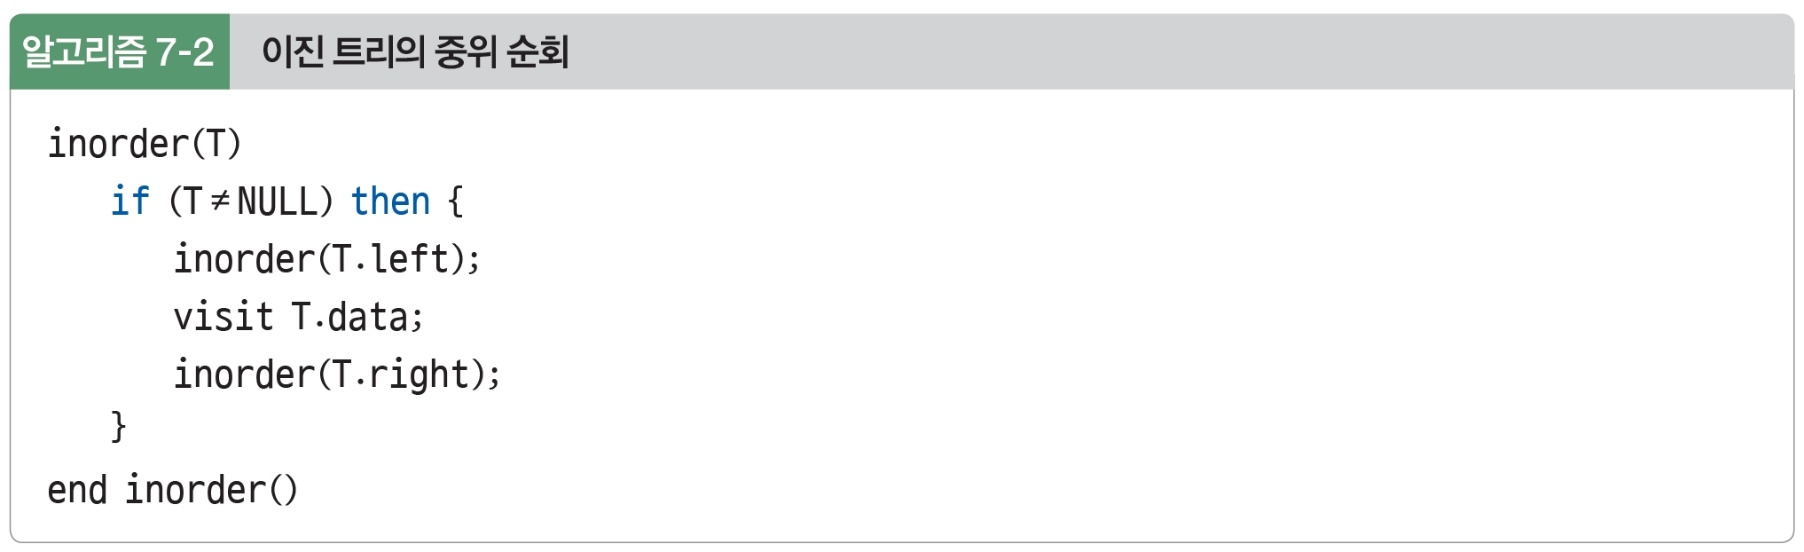 알고리즘 7-2 이진 트리의 중위 순회
inorder(T)
if (T≠NULL) then {
inorder(T.left);
visit T.data;
inorder(T.right);
}
end inorder()